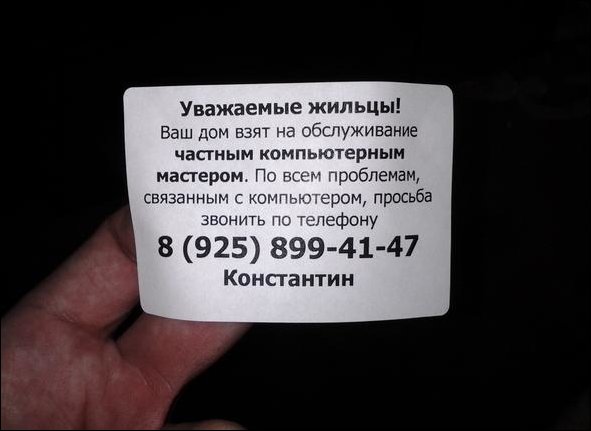 Уважаемые жильцы!
Ваш дом взят на обслуживание
частным компьютерным
мастером. По всем проблемам,
связанным с компьютером, просьба
звонить по телефону
8 (925) 899-41-47
Константин